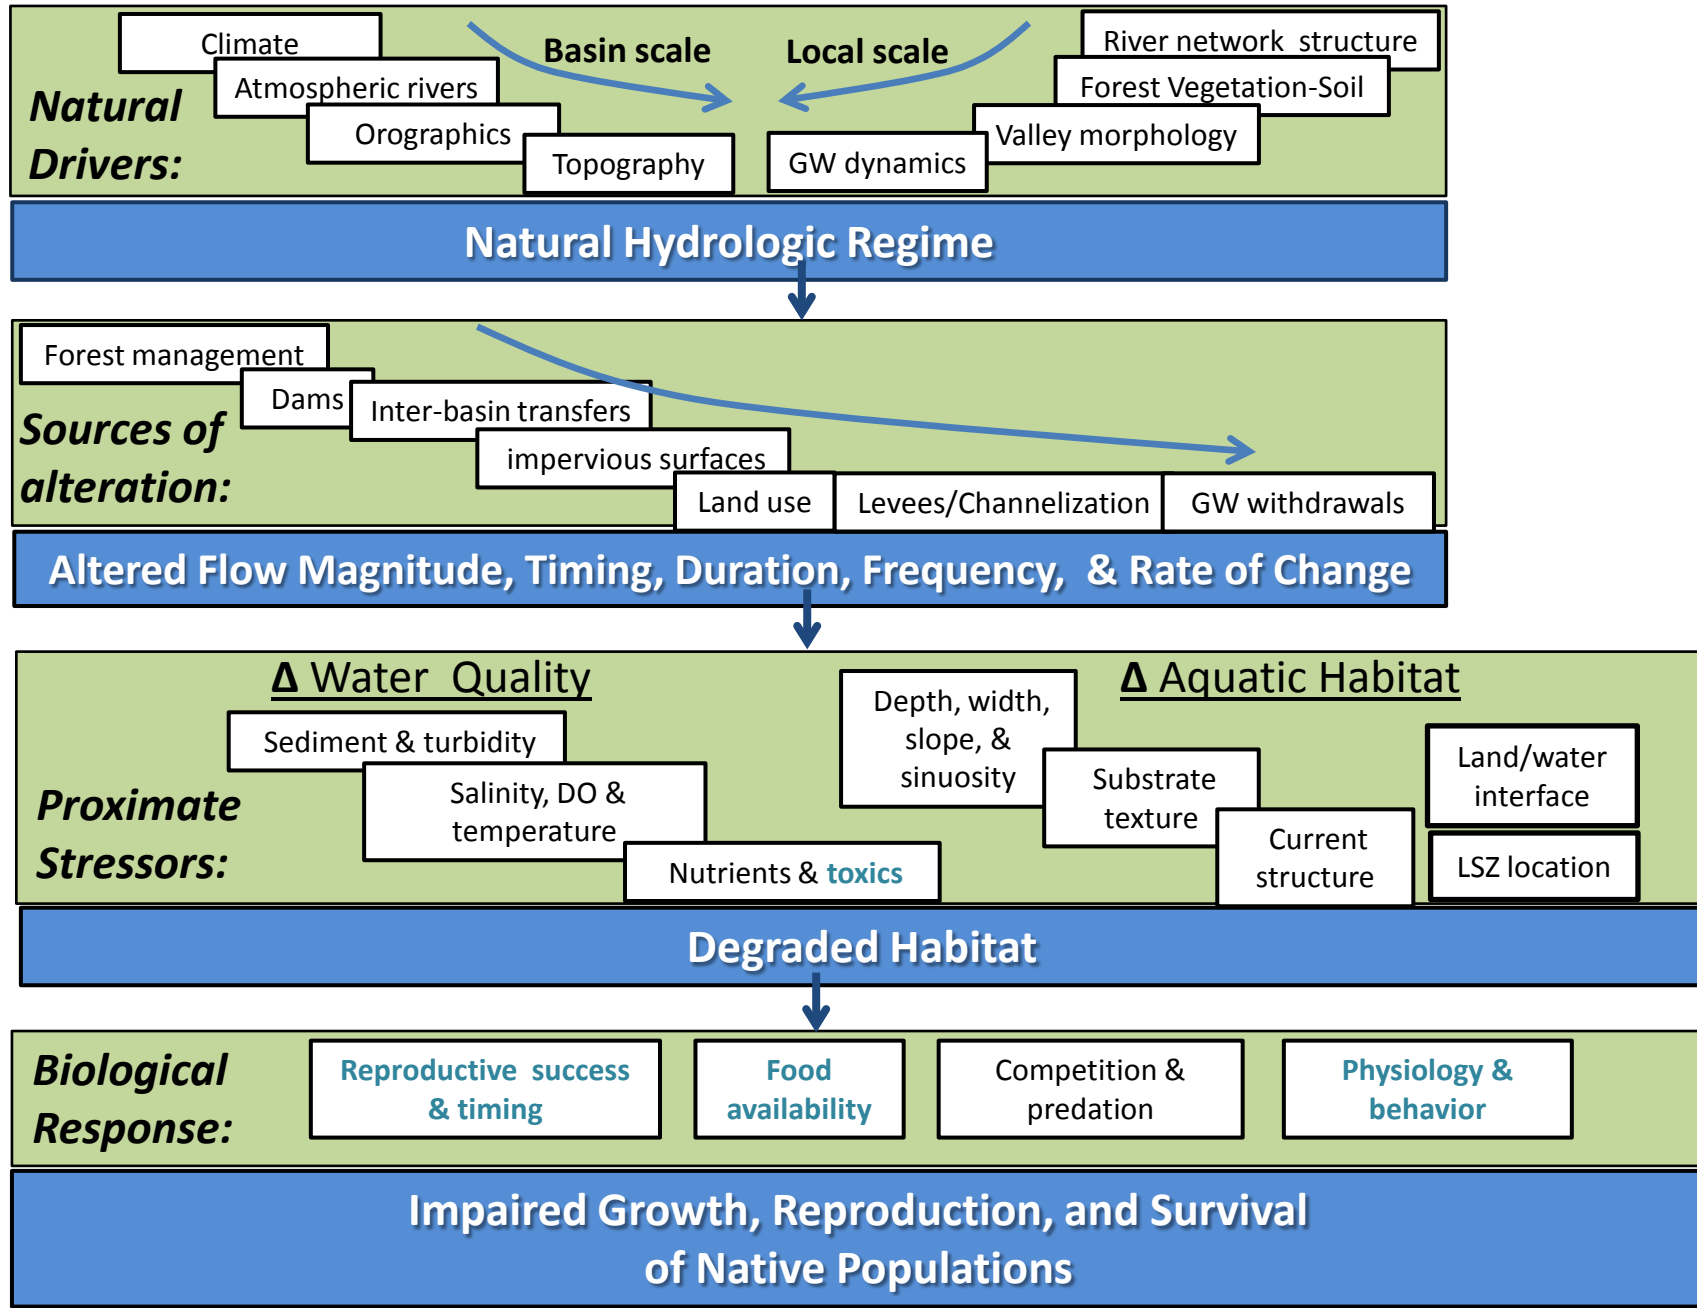 Natural
Drivers:
Climate
Atmospheric rivers
Orographics
Topography
Basin scale
Local scale
River network structure
Forest Vegetation-Soil
Valley morphology
GW dynamics
Natural Hydrologic Regime
Sources of
alteration:
Forest management
Dams
Inter-basin transfers
impervious surfaces
Land use
Levees/Channelization
GW withdrawals
Altered Flow Magnitude, Timing, Duration, Frequency, & Rate of Change
Proximate
Stressors:
Δ Water Quality
Sediment & turbidity
Salinity, DO &
temperature
Nutrients & toxics
Δ Aquatic Habitat
Depth, width,
slope, &
sinuosity
Substrate
texture
Current
structure
Land/water
interface
LSZ location
Degraded Habitat
Biological
Response:
Reproductive success
& timing
Food
availability
Competition &
predation
Physiology &
behavior
Impaired Growth, Reproduction, and Survival
of Native Populations